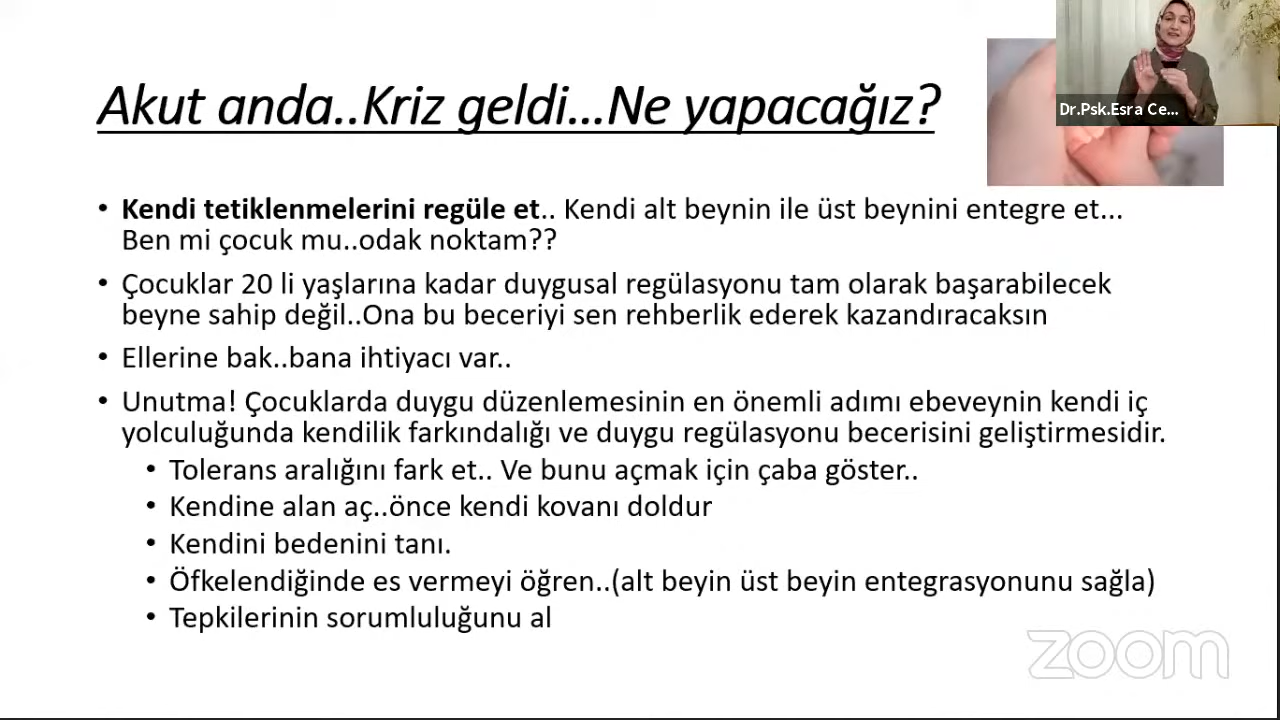 Akut anda..Kriz geldi...Ne yapacağız?
Dr.Psk.Esra Ce...
• Kendi tetiklenmelerini regüle et.. Kendi alt beynin ile üst beynini entegre et...
Ben mi çocuk mu..odak noktam??
• Çocuklar 20 li yaşlarına kadar duygusal regülasyonu tam olarak başarabilecek
beyne sahip değil..Ona bu beceriyi sen rehberlik ederek kazandıracaksın
• Ellerine bak..bana ihtiyacı var..
• Unutma! Çocuklarda duygu düzenlemesinin en önemli adımı ebeveynin kendi iç
yolculuğunda kendilik farkındalığı ve duygu regülasyonu becerisini geliştirmesidir.
• Tolerans aralığını fark et.. Ve bunu açmak için çaba göster..
• Kendine alan aç..önce kendi kovanı doldur
• Kendini bedenini tanı.
• Öfkelendiğinde es vermeyi öğren..(alt beyin üst beyin entegrasyonunu sağla)
• Tepkilerinin sorumluluğunu al
zoom